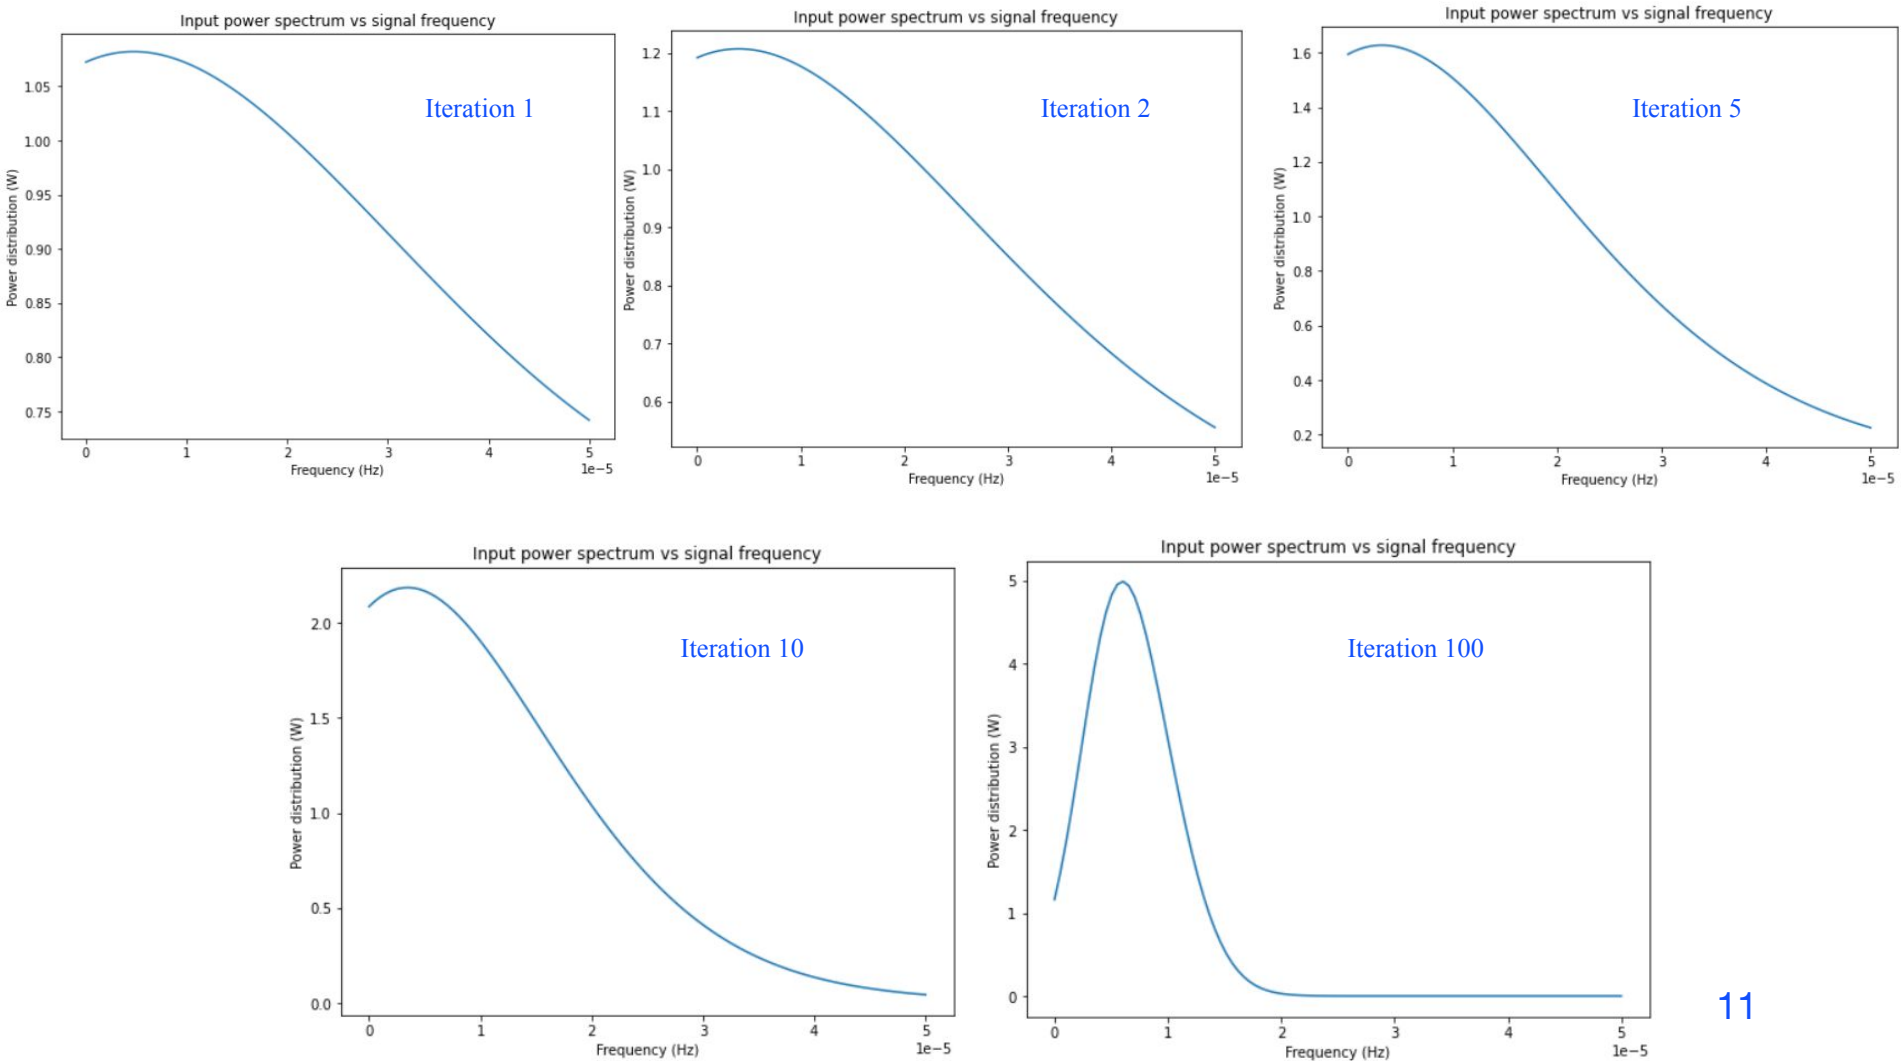 Input power spectrum vs signal frequency
Iteration 1
Power distribution (W)
1.05
1.00
0.95
0.90
0.85
0.80
0.75
0 1 2 3 4 5
1e−5
Frequency (Hz)
Input power spectrum vs signal frequency
Iteration 2
Power distribution (W)
1.2
1.1
1.0
0.9
0.8
0.7
0.6
0 1 2 3 4 5
1e−5
Frequency (Hz)
Input power spectrum vs signal frequency
Iteration 5
Power distribution (W)
1.6
1.4
1.2
1.0
0.8
0.6
0.4
0.2
0 1 2 3 4 5
1e−5
Frequency (Hz)
Input power spectrum vs signal frequency
Iteration 10
Power distribution (W)
2.0
1.5
1.0
0.5
0.0
0 1 2 3 4 5
1e−5
Frequency (Hz)
Input power spectrum vs signal frequency
Iteration 100
Power distribution (W)
5
4
3
2
1
0
0 1 2 3 4 5
1e−5
Frequency (Hz)
11